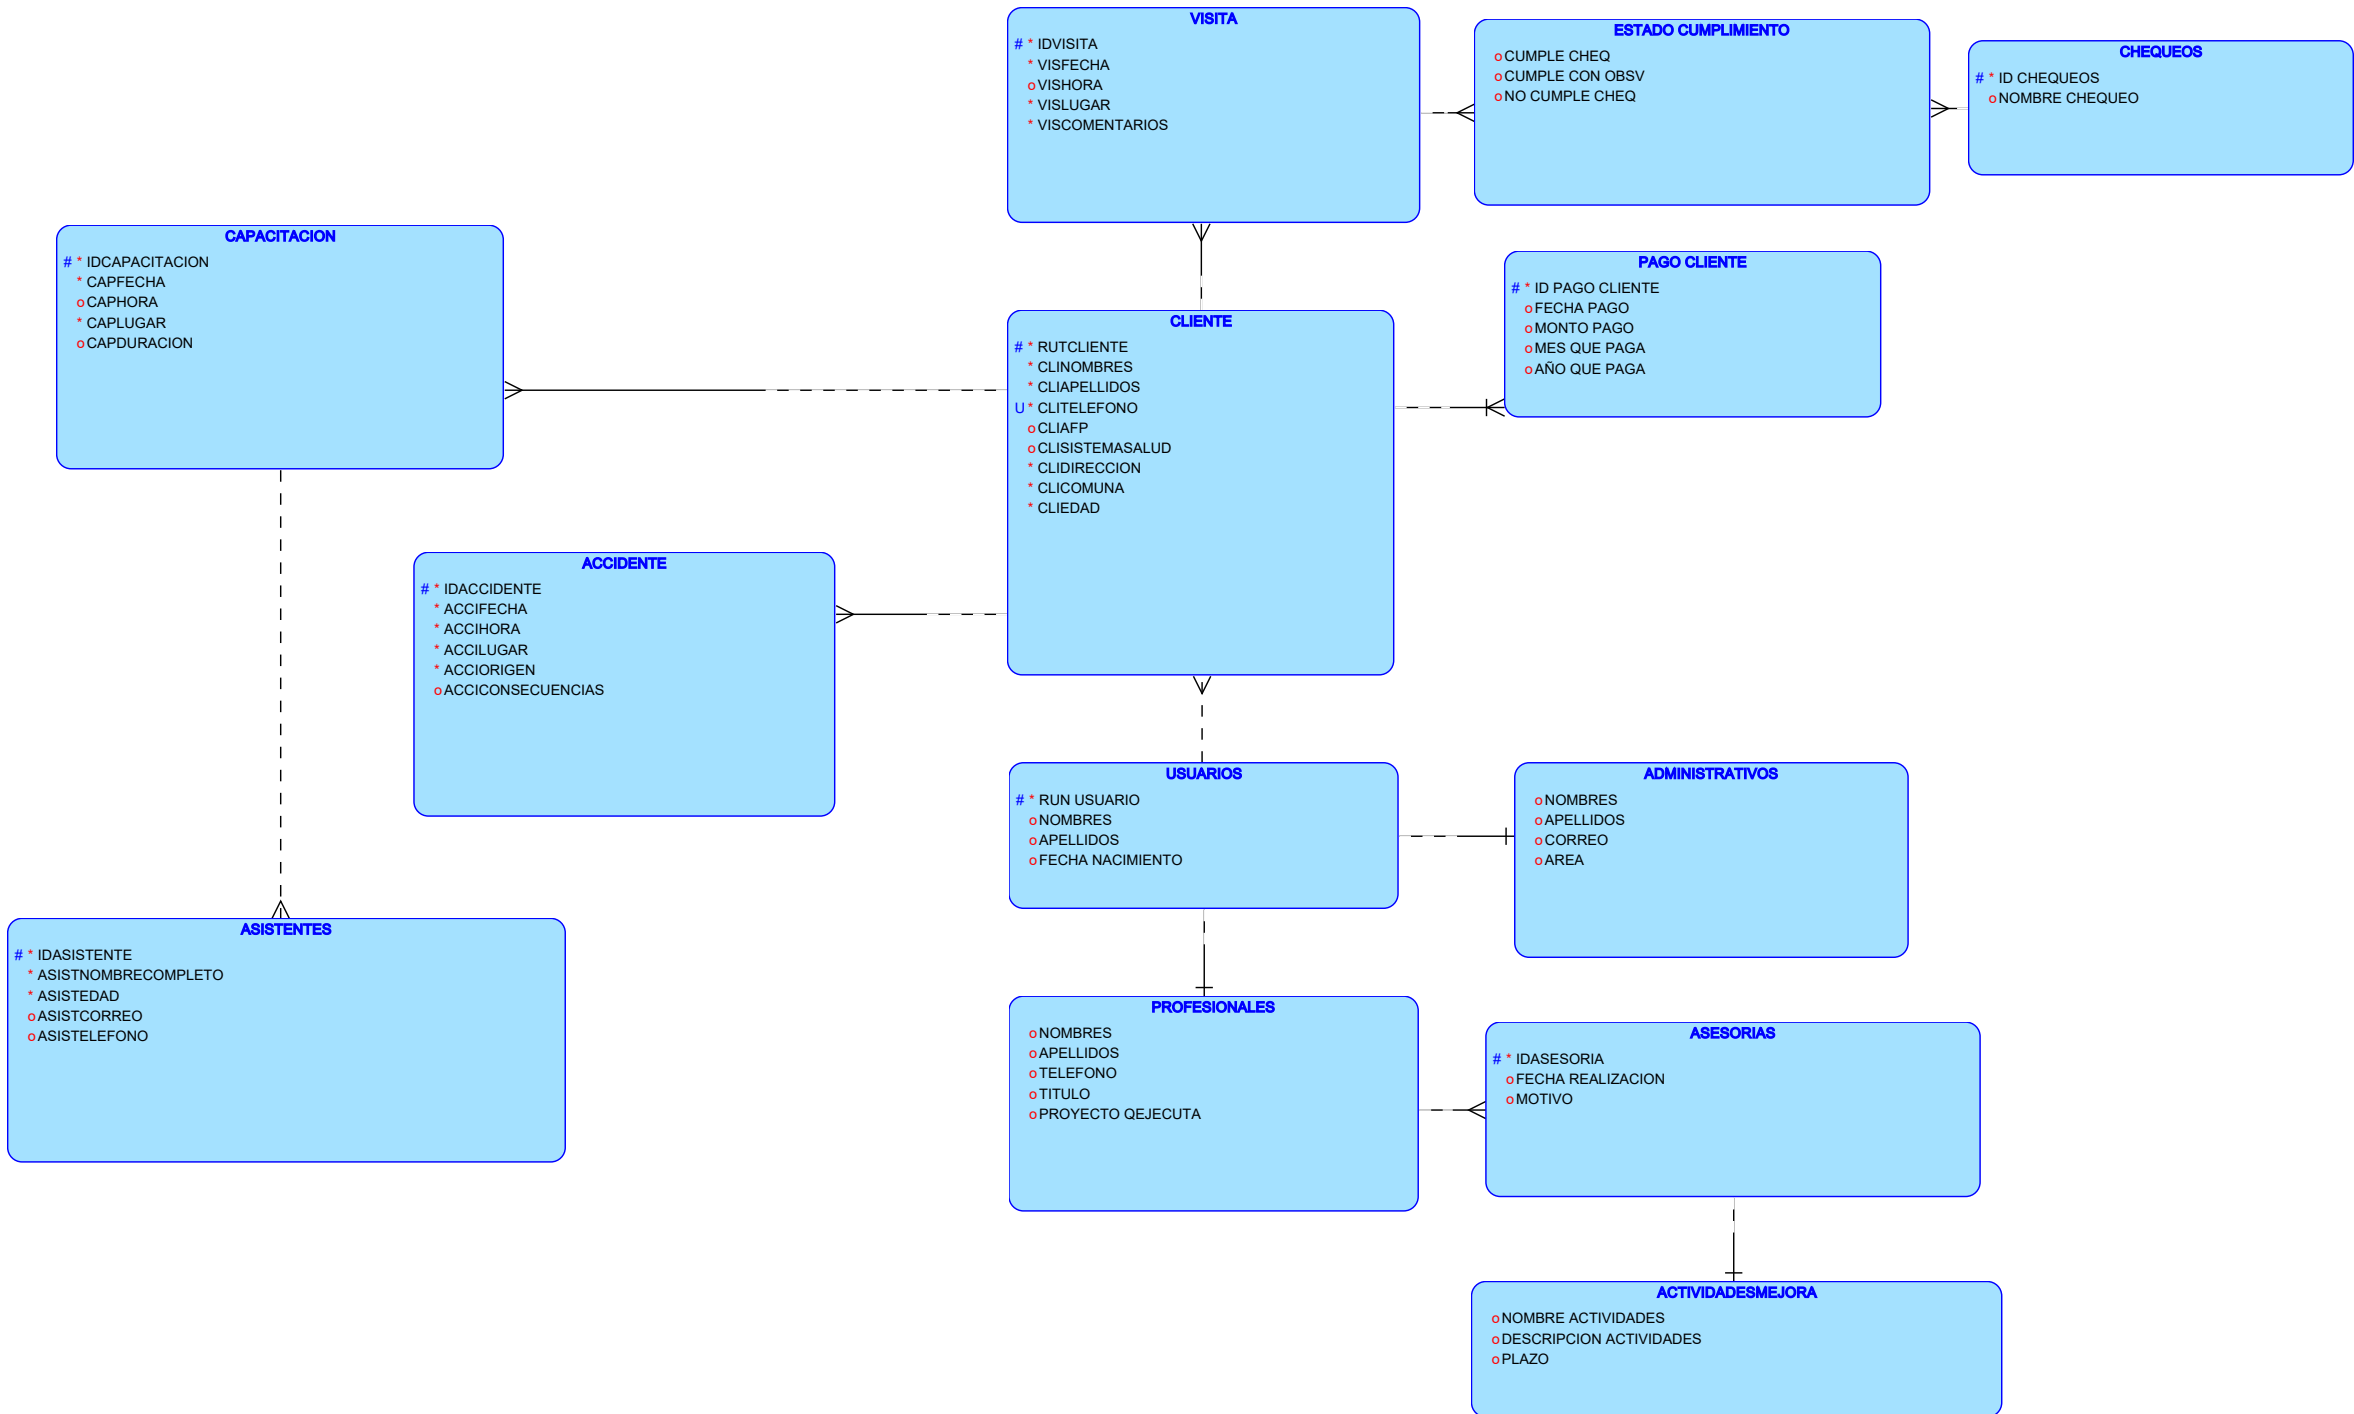 VISITA
# * IDVISITA
* VISFECHA
o VISHORA
* VISLUGAR
* VISCOMENTARIOS
ESTADO CUMPLIMIENTO
o CUMPLE CHEQ
o CUMPLE CON OBSV
o NO CUMPLE CHEQ
CHEQUEOS
# * ID CHEQUEOS
o NOMBRE CHEQUEO
CAPACITACION
# * IDCAPACITACION
* CAPFECHA
o CAPHORA
* CAPLUGAR
o CAPDURACION
PAGO CLIENTE
# * ID PAGO CLIENTE
o FECHA PAGO
o MONTO PAGO
o MES QUE PAGA
o AÑO QUE PAGA
CLIENTE
# * RUTCLIENTE
* CLINOMBRES
* CLIAPELLIDOS
U * CLITELEFONO
o CLIAFP
o CLISISTEMASALUD
* CLIDIRECCION
* CLICOMUNA
* CLIEDAD
ACCIDENTE
# * IDACCIDENTE
* ACCIFECHA
* ACCIHORA
* ACCILUGAR
* ACCIORIGEN
o ACCICONSECUENCIAS
USUARIOS
# * RUN USUARIO
o NOMBRES
o APELLIDOS
o FECHA NACIMIENTO
ADMINISTRATIVOS
o NOMBRES
o APELLIDOS
o CORREO
o AREA
ASISTENTES
# * IDASISTENTE
* ASISTNOMBRECOMPLETO
* ASISTEDAD
o ASISTCORREO
o ASISTELEFONO
PROFESIONALES
o NOMBRES
o APELLIDOS
o TELEFONO
o TITULO
o PROYECTO QEJECUTA
ASESORIAS
# * IDASESORIA
o FECHA REALIZACION
o MOTIVO
ACTIVIDADESMEJORA
o NOMBRE ACTIVIDADES
o DESCRIPCION ACTIVIDADES
o PLAZO